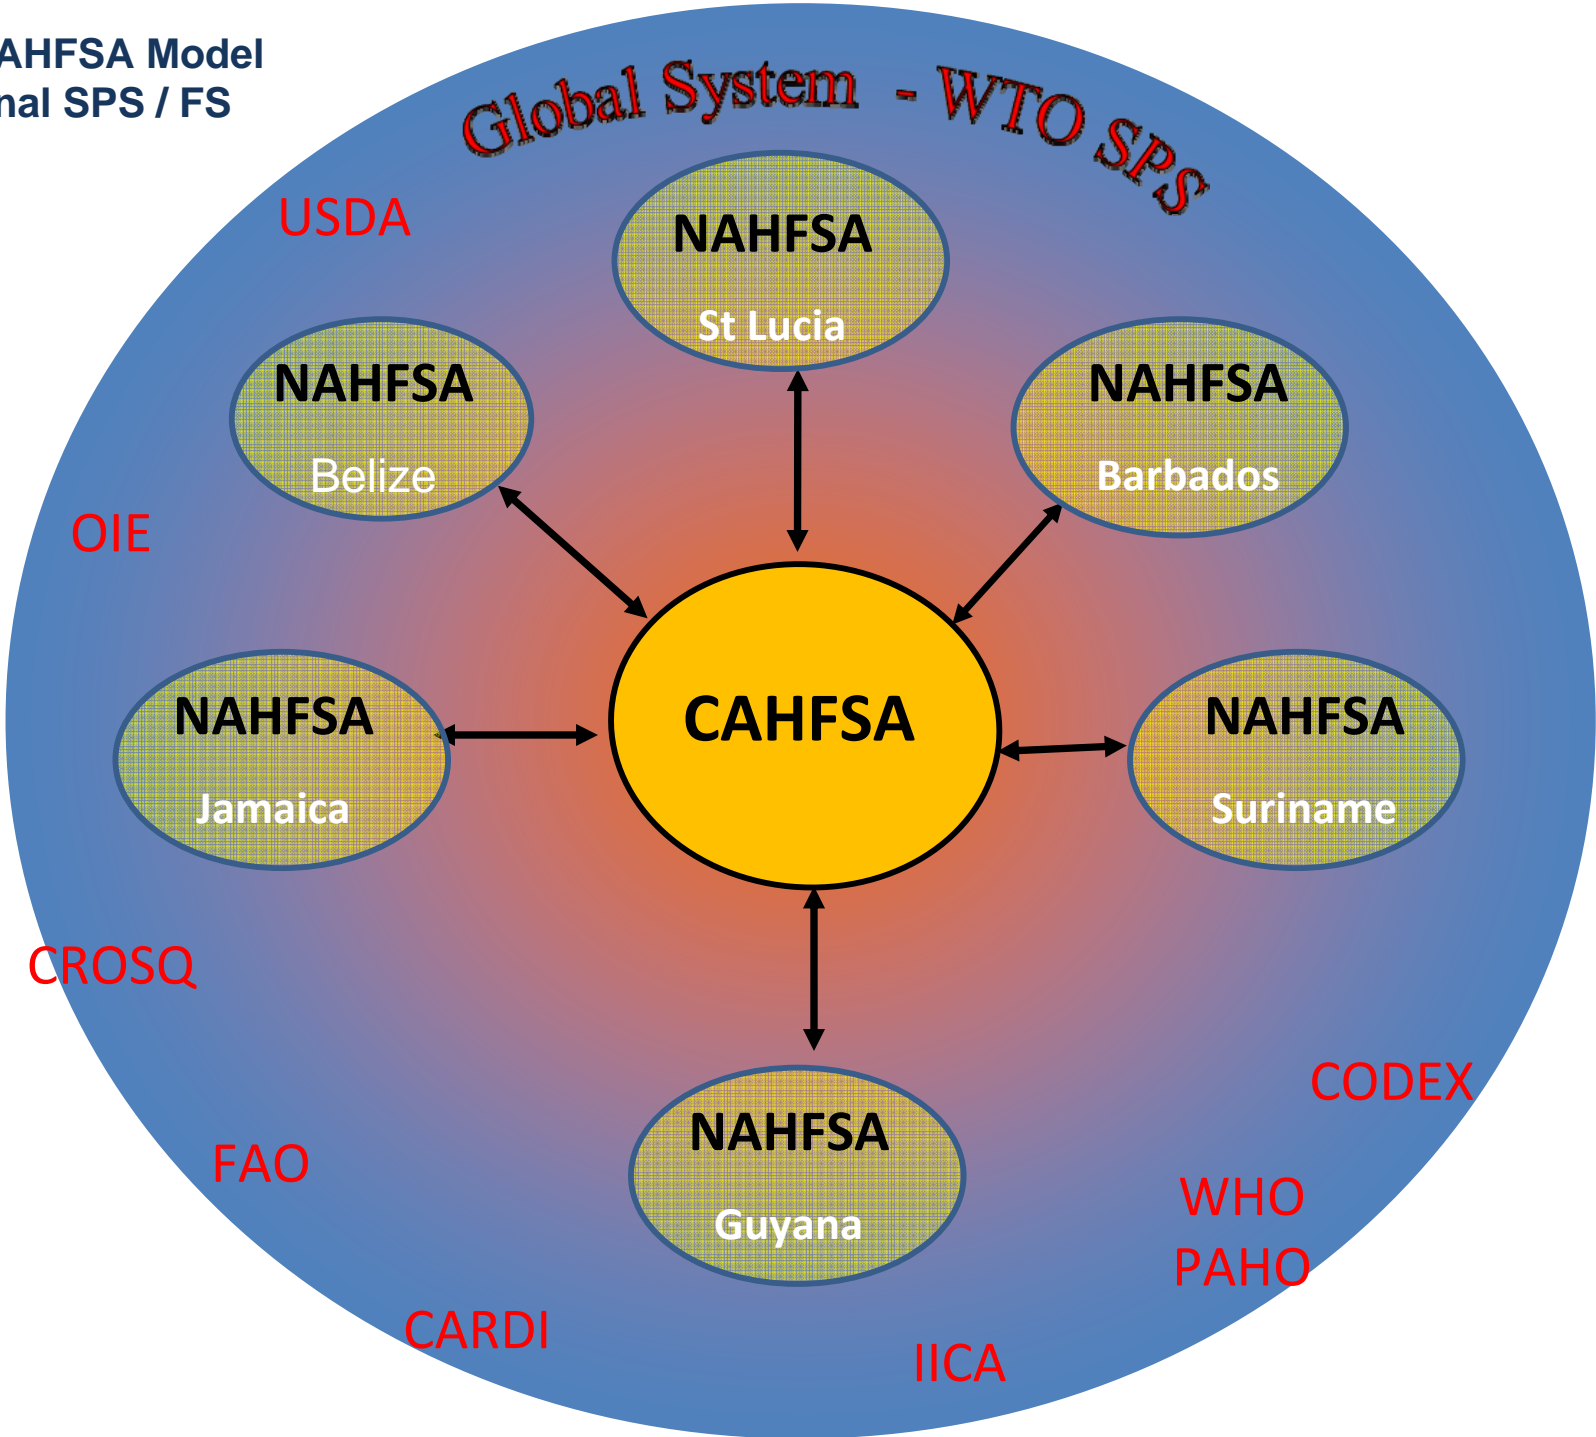 AHFSA Model
nal SPS / FS
Global System - WTO SPS
USDA
NAHFSA
St Lucia
NAHFSA
Belize
NAHFSA
Barbados
OIE
NAHFSA
Jamaica
CAHFSA
NAHFSA
Suriname
CROSQ
CODEX
NAHFSA
Guyana
FAO
WHO
PAHO
CARDI
IICA